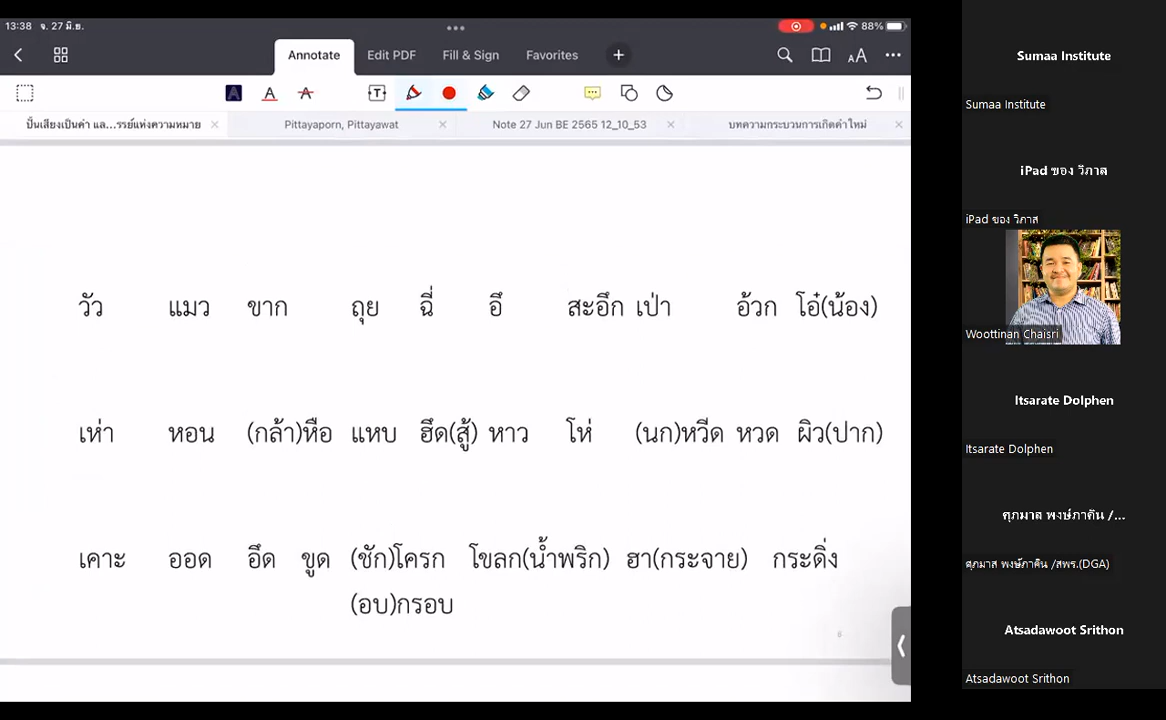 13:38 จ. 27 มิ.ย.
88%
Annotate Edit PDF Fill & Sign Favorites
ปั้นเสียงเป็นคำ แล...รรย์แห่งความหมาย
Pittayaporn, Pittayawat
Note 27 Jun BE 2565 12_10_53
บทความกระบวนการเกิดคำใหม่
วัว แมว ขาก ถุย ฉี่ อึ สะอึก เป่า อ้วก โอ๋(น้อง)
เห่า หอน (กล้า)หือ แหบ ฮึด(สู้) หาว โห่ (นก)หวีด หวด ผิว(ปาก)
เคาะ ออด อืด ขูด (ชัก)โครก โขลก(น้ำพริก) ฮา(กระจาย) กระดิ่ง
(อบ)กรอบ
Sumaa Institute
Sumaa Institute
iPad ของ วิภาส
iPad ของ วิภาส
Woottinan Chaisri
Itsarate Dolphen
Itsarate Dolphen
ศุภมาส พงษ์ภาคิน /...
ศุภมาส พงษ์ภาคิน /สพร.(DGA)
Atsadawoot Srithon
Atsadawoot Srithon